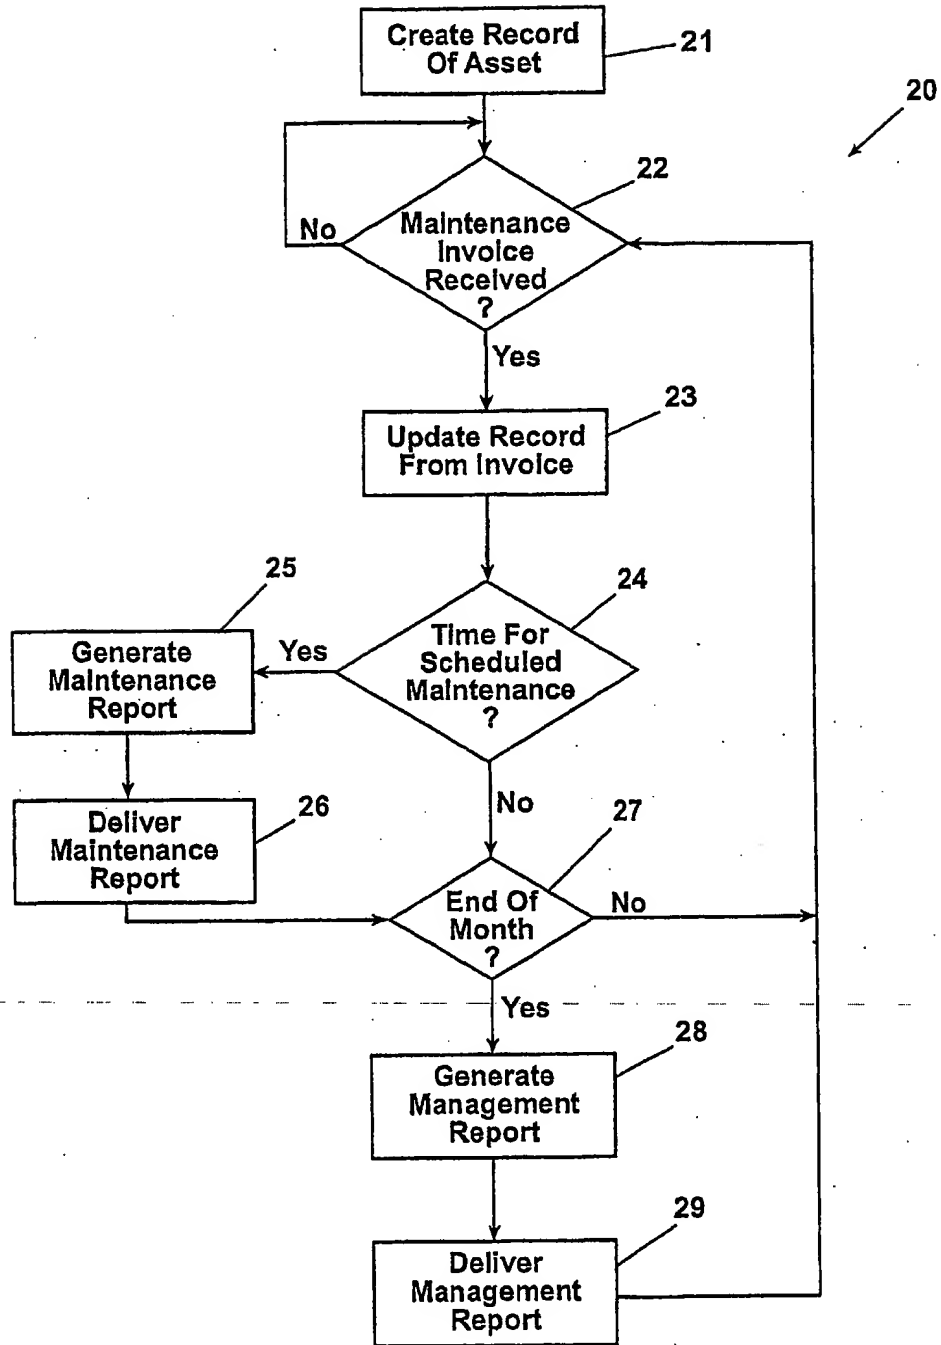 Create Record
Of Asset
21
20
22
Maintenance
Invoice
Received
?
No
Yes
23
Update Record
From Invoice
24
Time For
Scheduled
Maintenance
?
Yes
25
Generate
Maintenance
Report
26
Deliver
Maintenance
Report
No
27
End Of
Month
?
No
Yes
28
Generate
Management
Report
29
Deliver
Management
Report